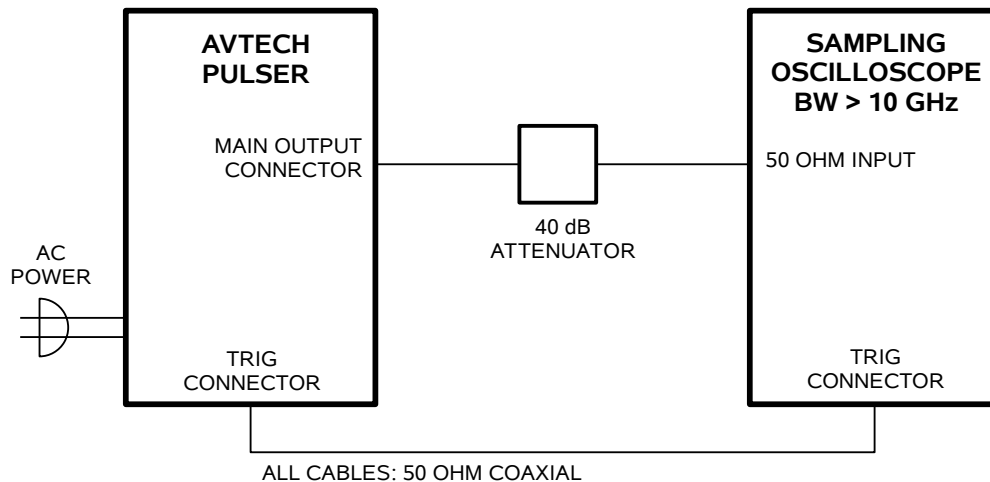 AVTECH
PULSER
MAIN OUTPUT
CONNECTOR
AC
POWER
TRIG
CONNECTOR
40 dB
ATTENUATOR
SAMPLING
OSCILLOSCOPE
BW > 10 GHz
50 OHM INPUT
TRIG
CONNECTOR
ALL CABLES: 50 OHM COAXIAL